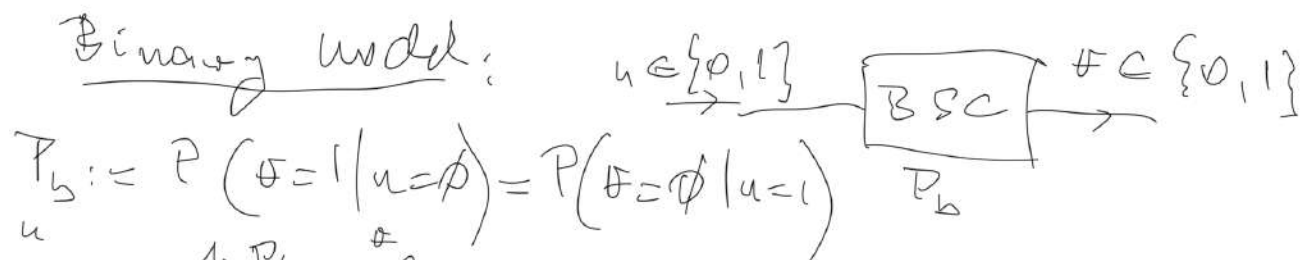 Binary model: u ∈ {0,1} BSC v ∈ {0,1}
P_b := P(v=1|u=0) = P(v=0|u=1) P_b
u v